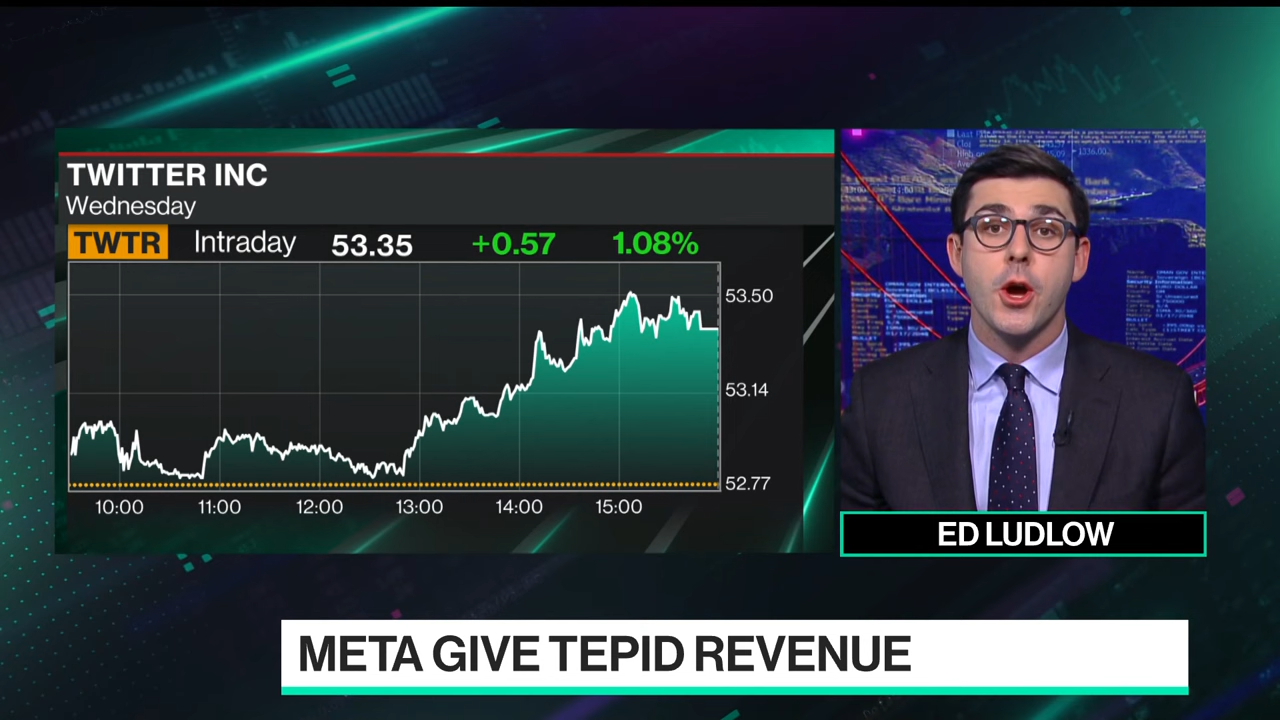 TWITTER INC
Wednesday
TWTR Intraday 53.35 +0.57 1.08%
53.50
53.14
52.77
10:00 11:00 12:00 13:00 14:00 15:00
ED LUDLOW
META GIVE TEPID REVENUE